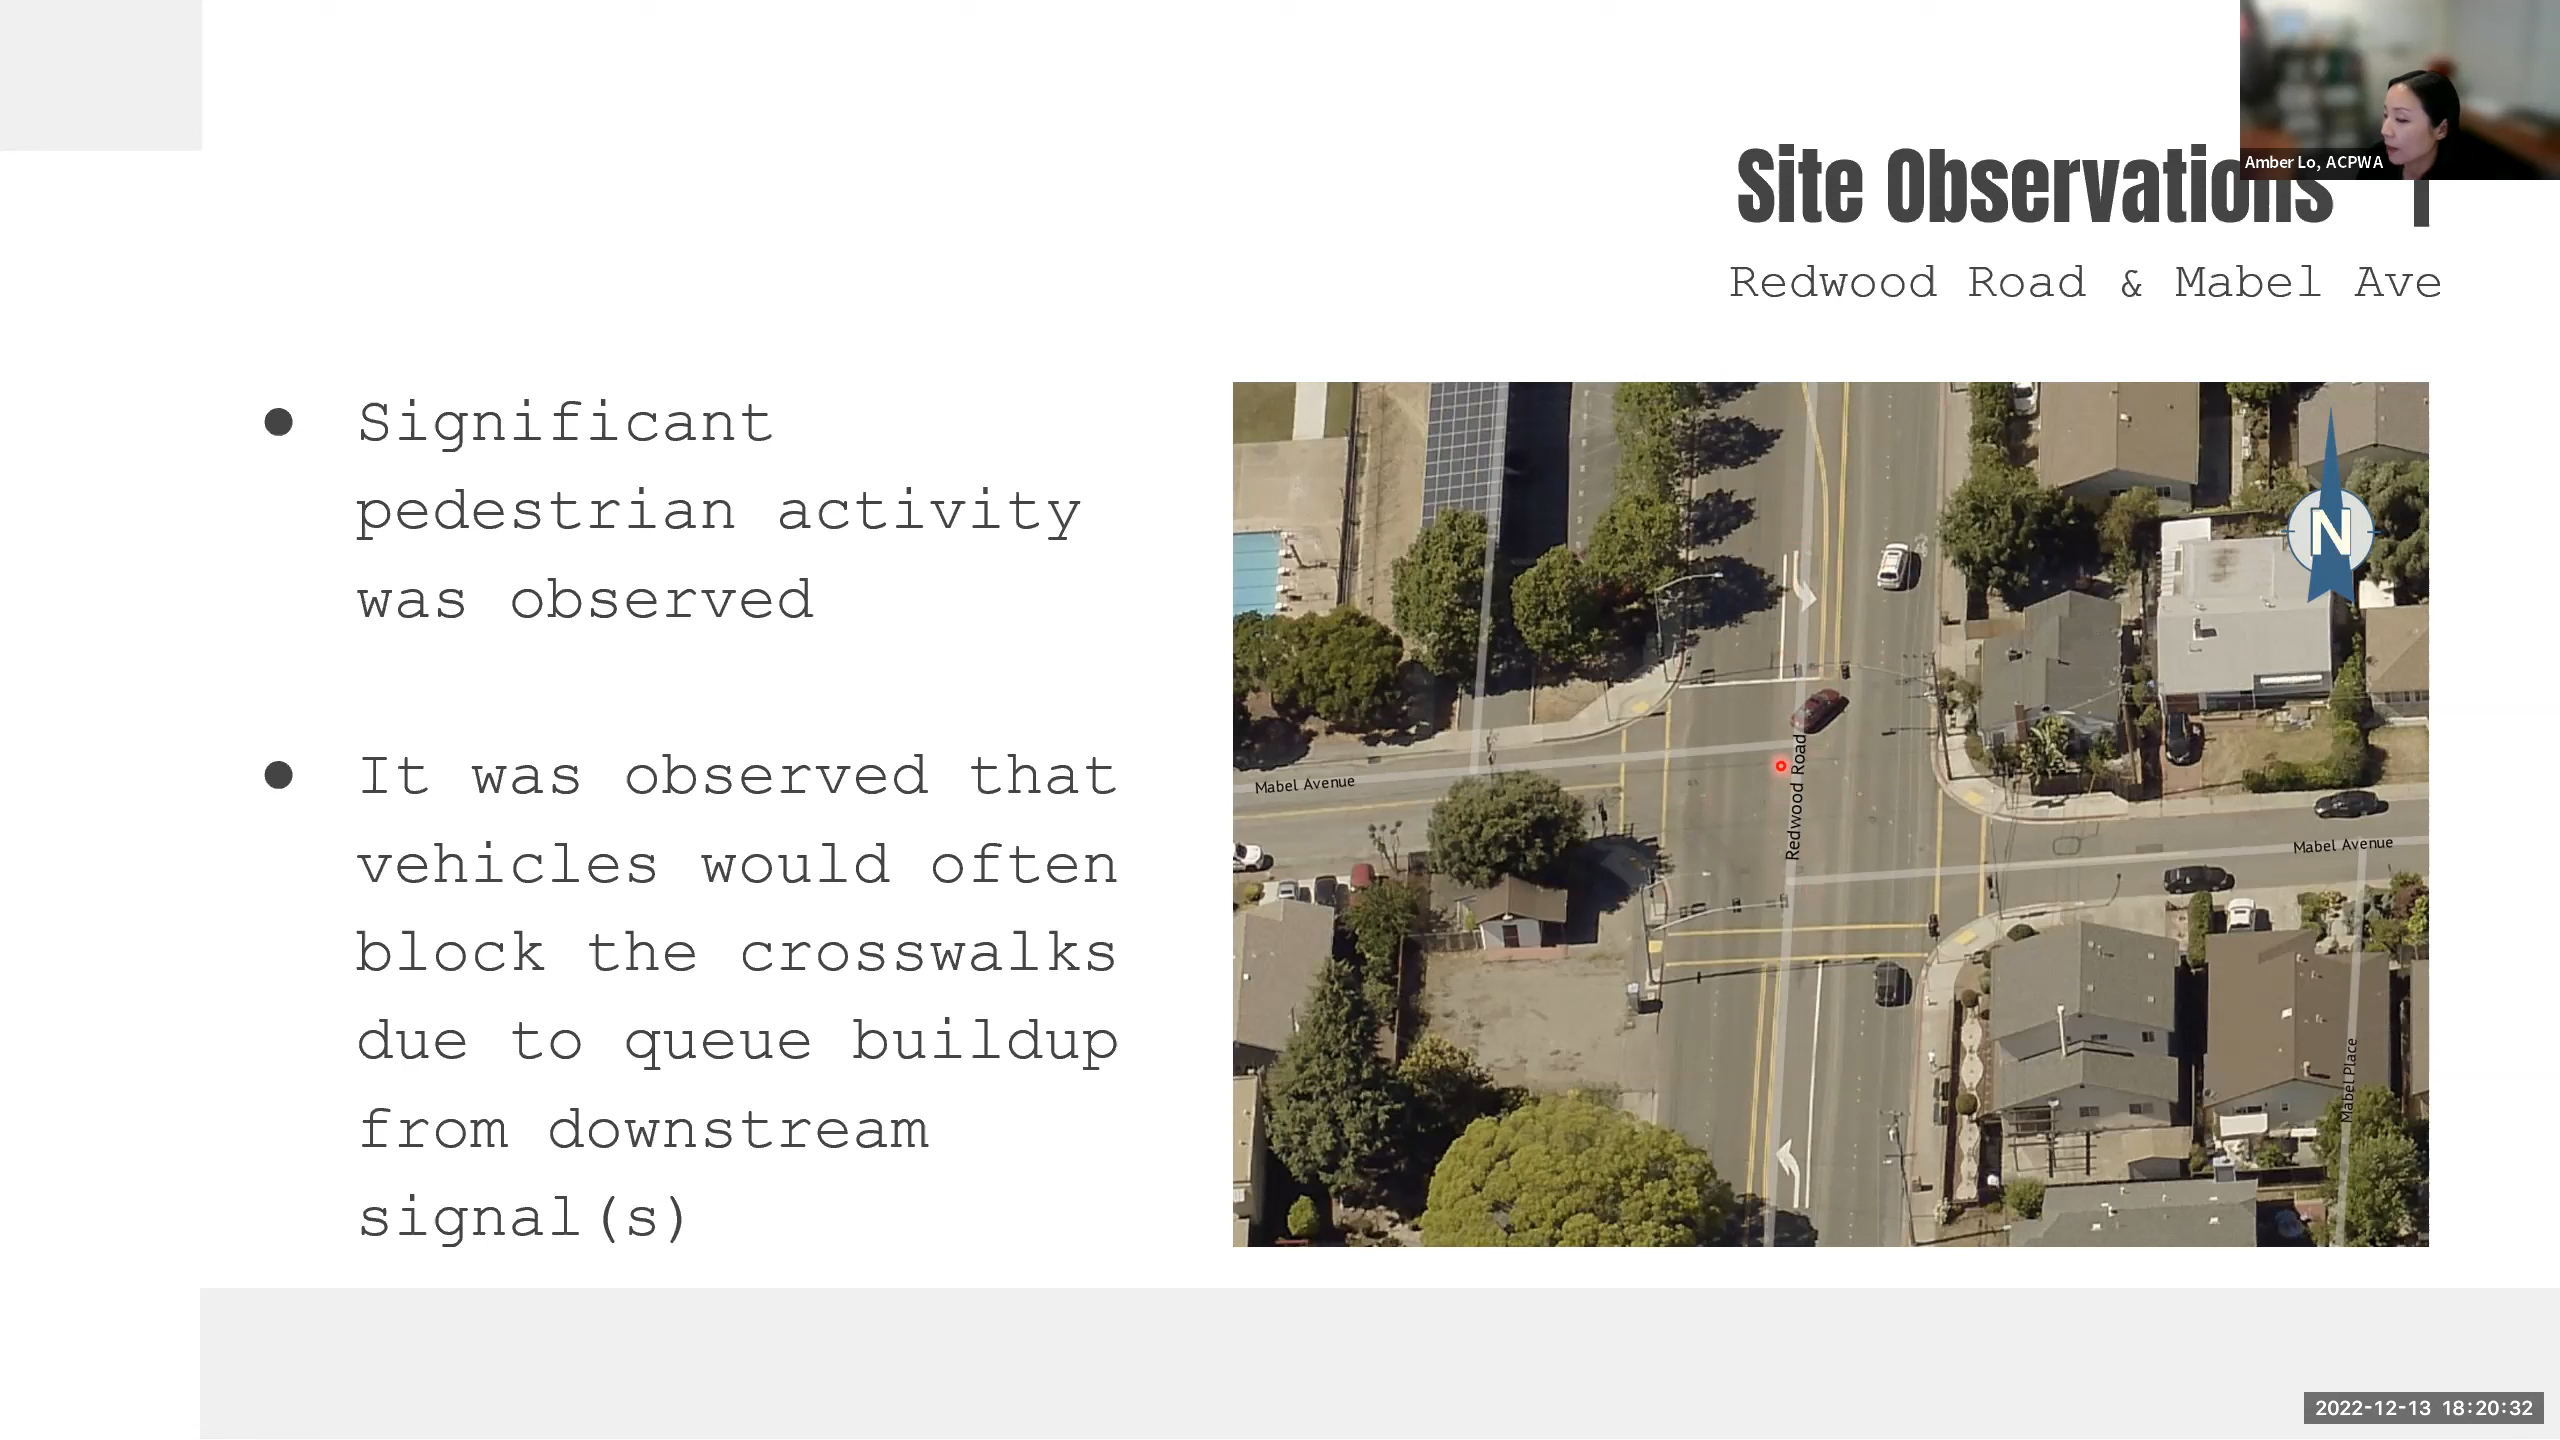 Amber Lo, ACPWA
Site Observations
Redwood Road & Mabel Ave
● Significant
pedestrian activity
was observed
● It was observed that
vehicles would often
block the crosswalks
due to queue buildup
from downstream
signal(s)
N
Mabel Avenue
Redwood Road
Mabel Avenue
Mabel Place
2022-12-13 18:20:32